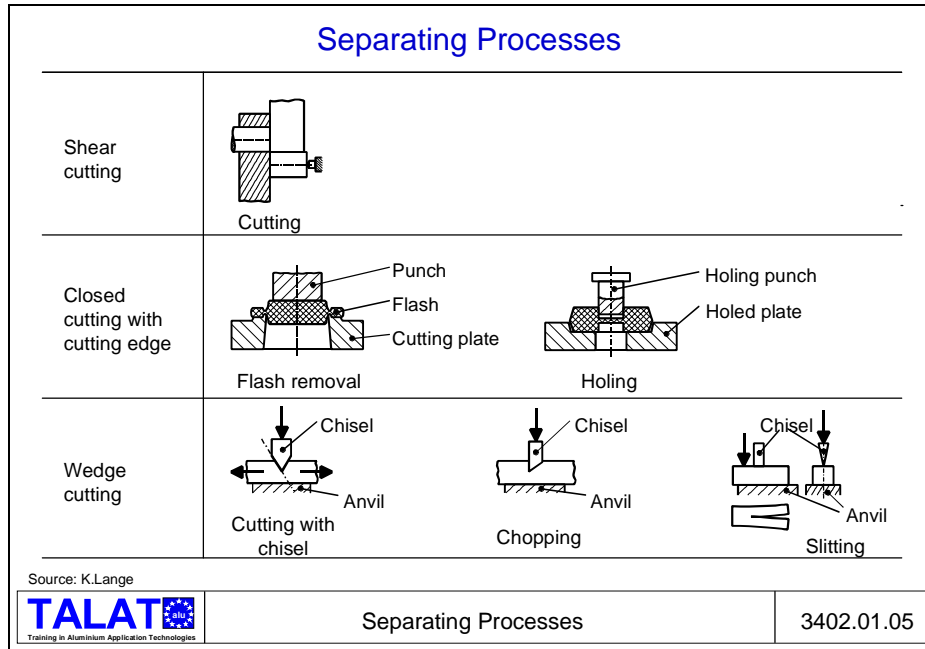 Separating Processes
Shear
cutting
Cutting
Closed
cutting with
cutting edge
Punch
Flash
Cutting plate
Flash removal
Holing punch
Holed plate
Holing
Wedge
cutting
Chisel
Anvil
Cutting with
chisel
Chisel
Anvil
Chopping
Chisel
Anvil
Slitting
Source: K.Lange
TALAT
alu
Training in Aluminium Application Technologies
Separating Processes
3402.01.05